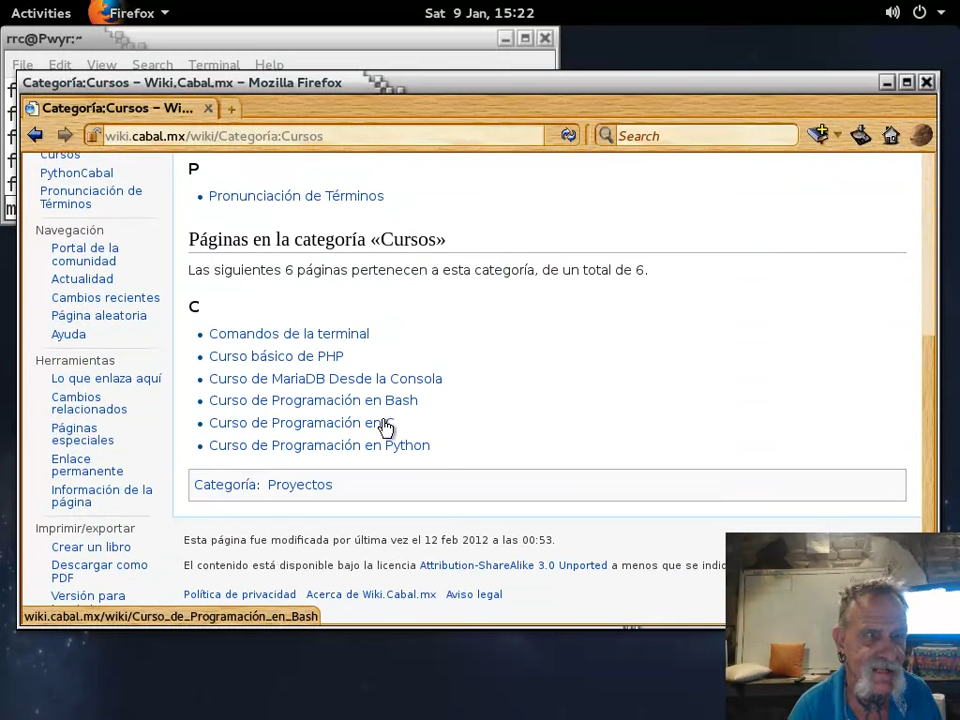 Activities Firefox Sat 9 Jan, 15:22
rrc@Pwyr:~
File Edit View Search Terminal Help
Categoría:Cursos – Wiki.Cabal.mx – Mozilla Firefox
Categoría:Cursos – Wi...
wiki.cabal.mx/wiki/Categoría:Cursos Search
Cursos
PythonCabal
Pronunciación de
Términos
Navegación
Portal de la
comunidad
Actualidad
Cambios recientes
Página aleatoria
Ayuda
Herramientas
Lo que enlaza aquí
Cambios
relacionados
Páginas
especiales
Enlace
permanente
Información de la
página
Imprimir/exportar
Crear un libro
Descargar como
PDF
Versión para
P
Pronunciación de Términos
Páginas en la categoría «Cursos»
Las siguientes 6 páginas pertenecen a esta categoría, de un total de 6.
C
Comandos de la terminal
Curso básico de PHP
Curso de MariaDB Desde la Consola
Curso de Programación en Bash
Curso de Programación en C
Curso de Programación en Python
Categoría: Proyectos
Esta página fue modificada por última vez el 12 feb 2012 a las 00:53.
El contenido está disponible bajo la licencia Attribution-ShareAlike 3.0 Unported a menos que se indi
Política de privacidad Acerca de Wiki.Cabal.mx Aviso legal
wiki.cabal.mx/wiki/Curso_de_Programación_en_Bash